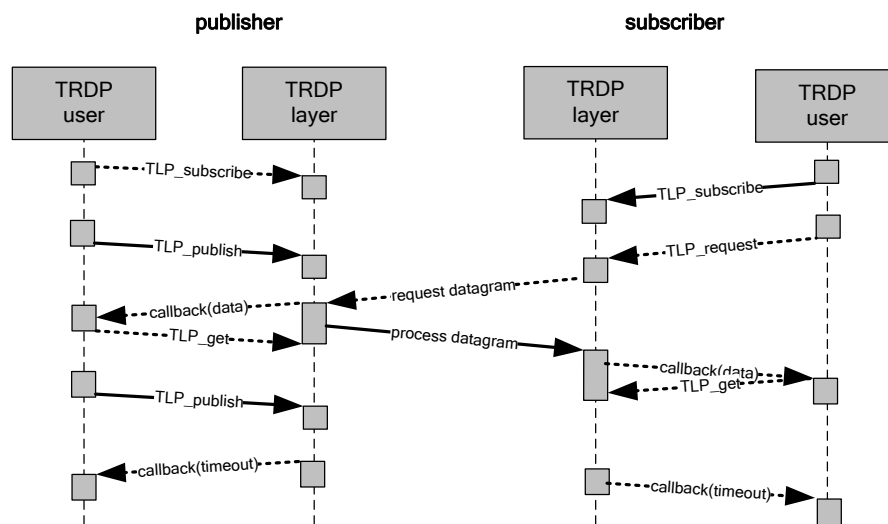 publisher
subscriber
TRDP
user
TRDP
layer
TRDP
layer
TRDP
user
TLP_subscribe
TLP_subscribe
TLP_publish
TLP_request
request datagram
callback(data)
TLP_get
process datagram
callback(data)
TLP_get
TLP_publish
callback(timeout)
callback(timeout)